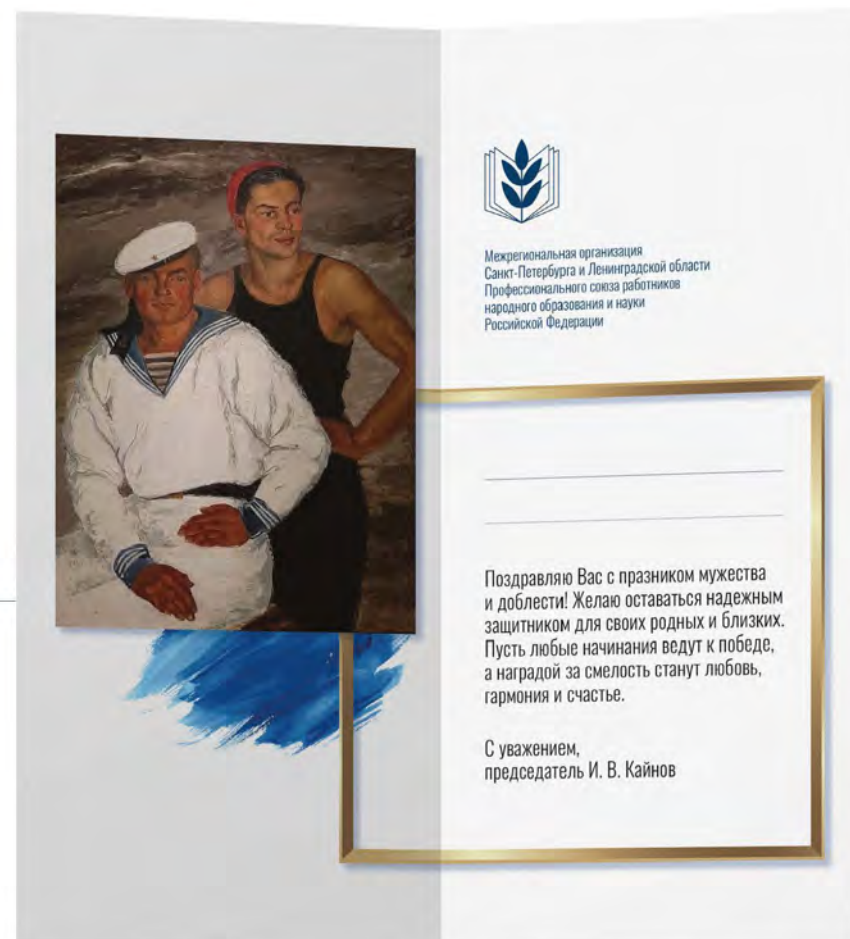 Межрегиональная организация
Санкт-Петербурга и Ленинградской области
Профессионального союза работников
народного образования и науки
Российской Федерации
Поздравляю Вас с празником мужества
и доблести! Желаю оставаться надежным
защитником для своих родных и близких.
Пусть любые начинания ведут к победе,
а наградой за смелость станут любовь,
гармония и счастье.
С уважением,
председатель И. В. Кайнов